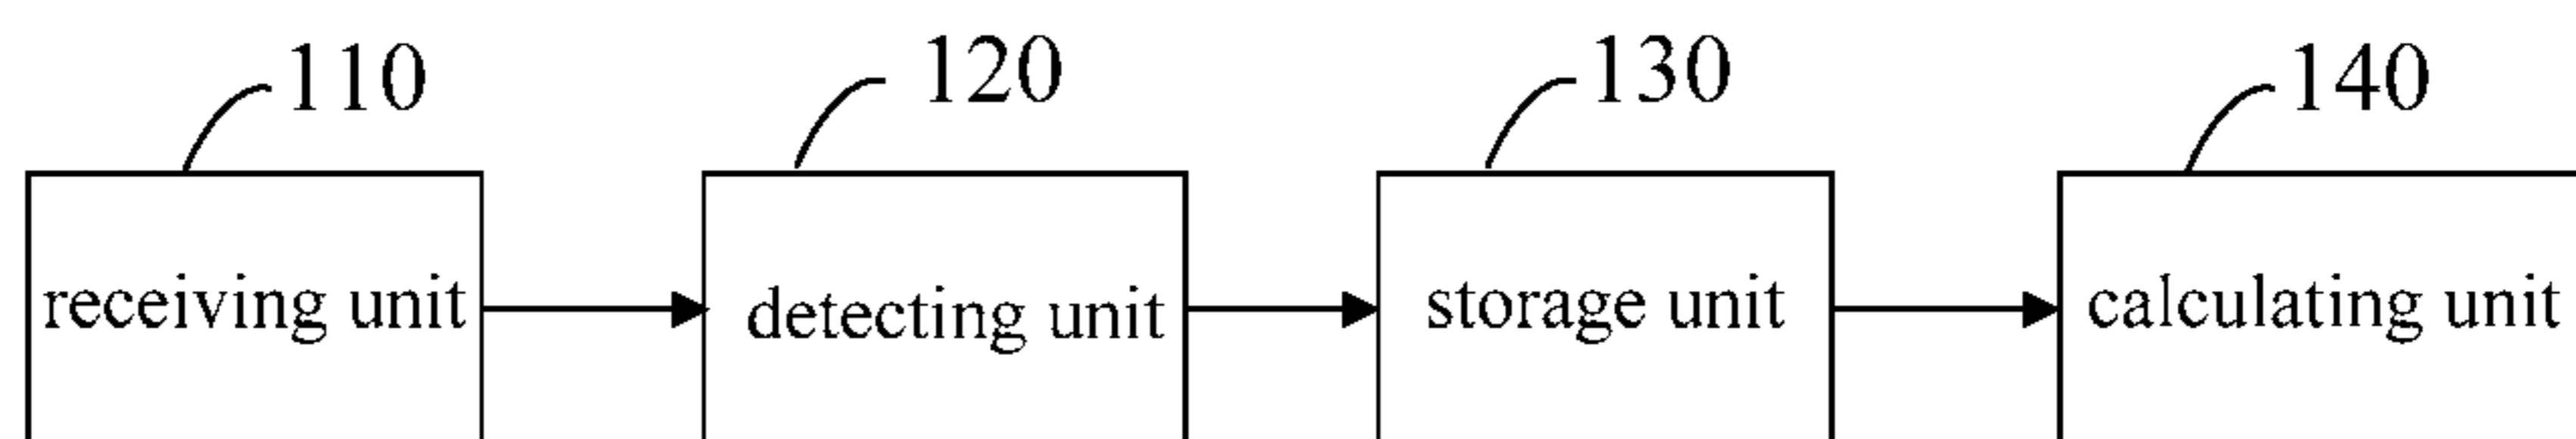 110 120 130 140
receiving unit detecting unit storage unit calculating unit